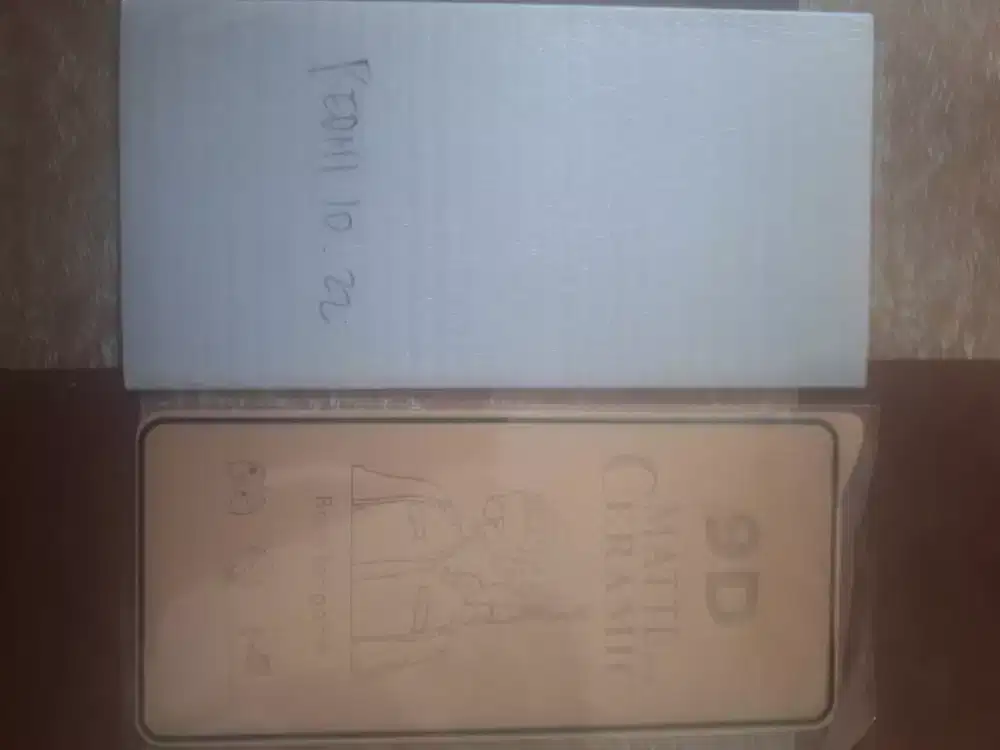 REDMI 10.22
9D
MATTE
CERAMIC